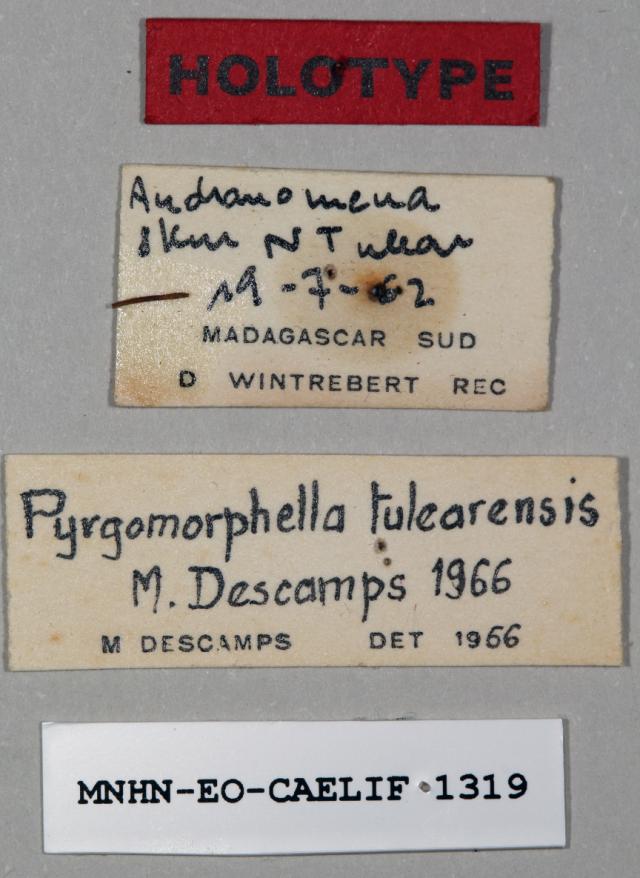 HOLOTYPE
Andranomena
8km N Tulear
19-7-62
MADAGASCAR SUD
D WINTREBERT REC
Pyrgomorphella tulearensis
M. Descamps 1966
M DESCAMPS DET 1966
MNHN-EO-CAELIF 1319